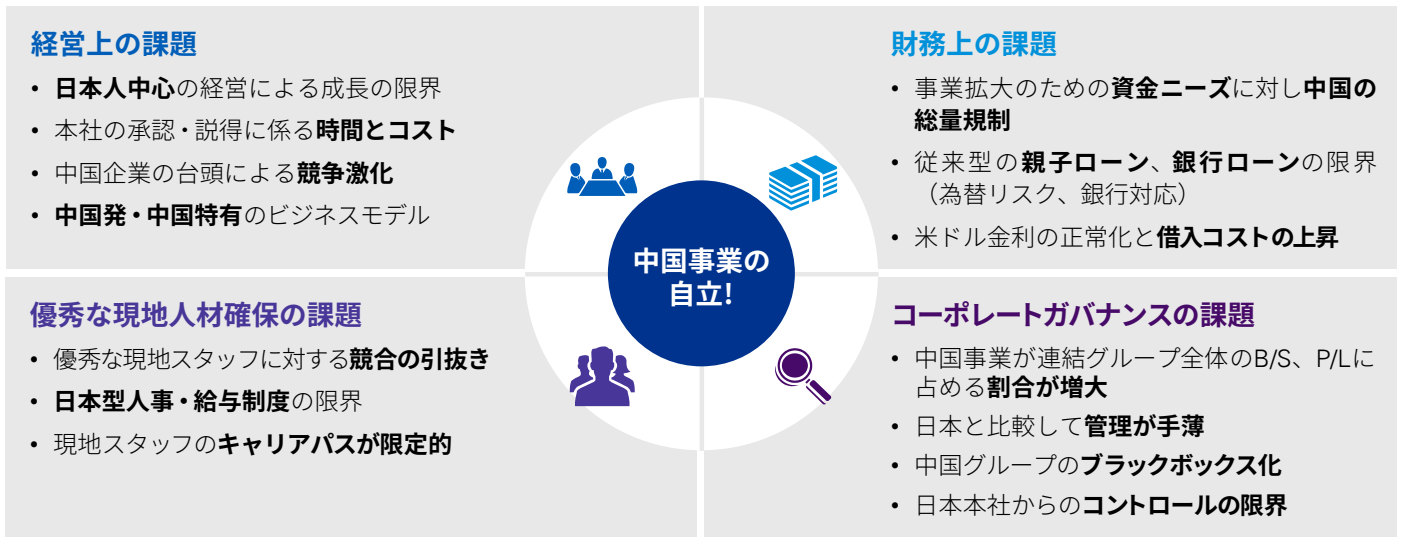 経営上の課題
• 日本人中心の経営による成長の限界
• 本社の承認・説得に係る時間とコスト
• 中国企業の台頭による競争激化
• 中国発・中国特有のビジネスモデル
財務上の課題
• 事業拡大のための資金ニーズに対し中国の
総量規制
• 従来型の親子ローン、銀行ローンの限界
（為替リスク、銀行対応）
• 米ドル金利の正常化と借入コストの上昇
中国事業の
自立!
優秀な現地人材確保の課題
• 優秀な現地スタッフに対する競合の引抜き
• 日本型人事・給与制度の限界
• 現地スタッフのキャリアパスが限定的
コーポレートガバナンスの課題
• 中国事業が連結グループ全体のB/S、P/Lに
占める割合が増大
• 日本と比較して管理が手薄
• 中国グループのブラックボックス化
• 日本本社からのコントロールの限界